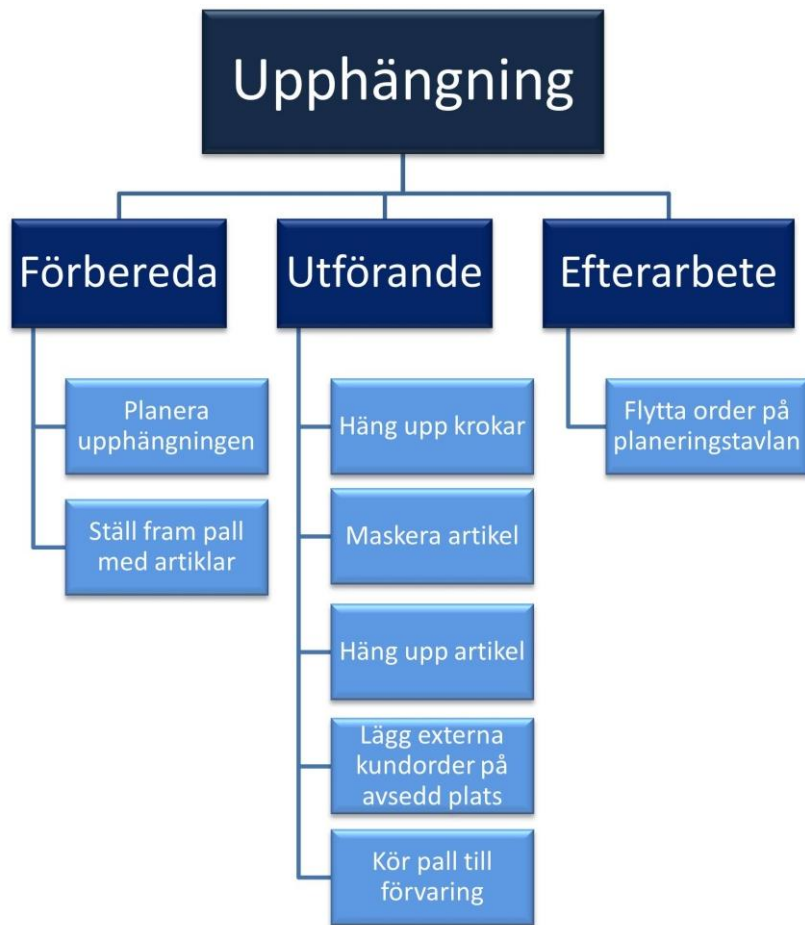 Upphängning
Förbereda
Planera
upphängningen
Ställ fram pall
med artiklar
Utförande
Häng upp krokar
Maskera artikel
Häng upp artikel
Lägg externa
kundorder på
avsedd plats
Kör pall till
förvaring
Efterarbete
Flytta order på
planeringstavlan